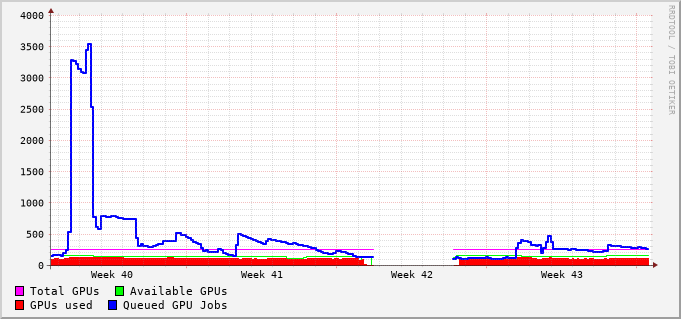 4000
3500
3000
2500
2000
1500
1000
500
0
Week 40 Week 41 Week 42 Week 43
Total GPUs Available GPUs
GPUs used Queued GPU Jobs
RRDTOOL / TOBI OETIKER